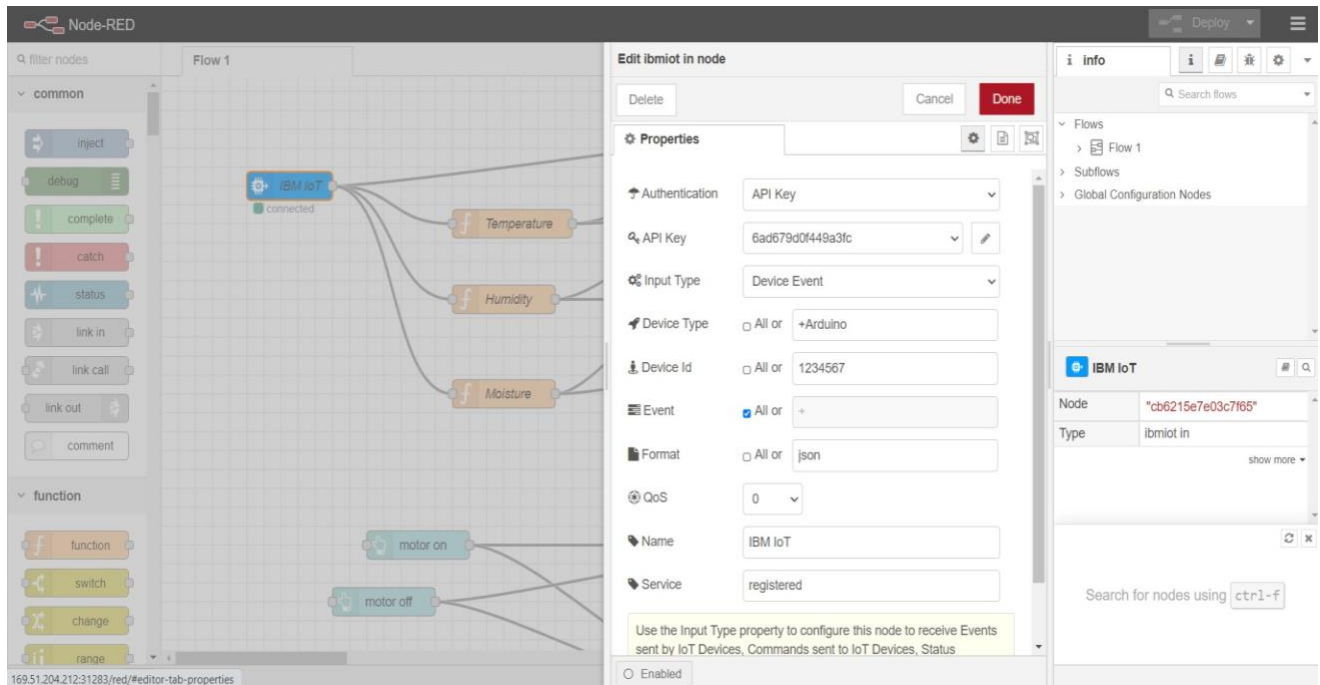 Node-RED
Deploy
filter nodes
common
inject
debug
complete
catch
status
link in
link call
link out
comment
function
function
switch
change
range
Flow 1
IBM IoT
connected
Temperature
Humidity
Moisture
motor on
motor off
Edit ibmiot in node
Delete
Cancel
Done
Properties
Authentication
API Key
API Key
6ad679d0f449a3fc
Input Type
Device Event
Device Type
All or
+Arduino
Device Id
All or
1234567
Event
All or
+
Format
All or
json
QoS
0
Name
IBM IoT
Service
registered
Use the Input Type property to configure this node to receive Events
sent by IoT Devices, Commands sent to IoT Devices, Status
Enabled
i info
i
Search flows
Flows
Flow 1
Subflows
Global Configuration Nodes
IBM IoT
Node
"cb6215e7e03c7f65"
Type
ibmiot in
show more
Search for nodes using ctrl-f
169.51.204.212:31283/red/#editor-tab-properties